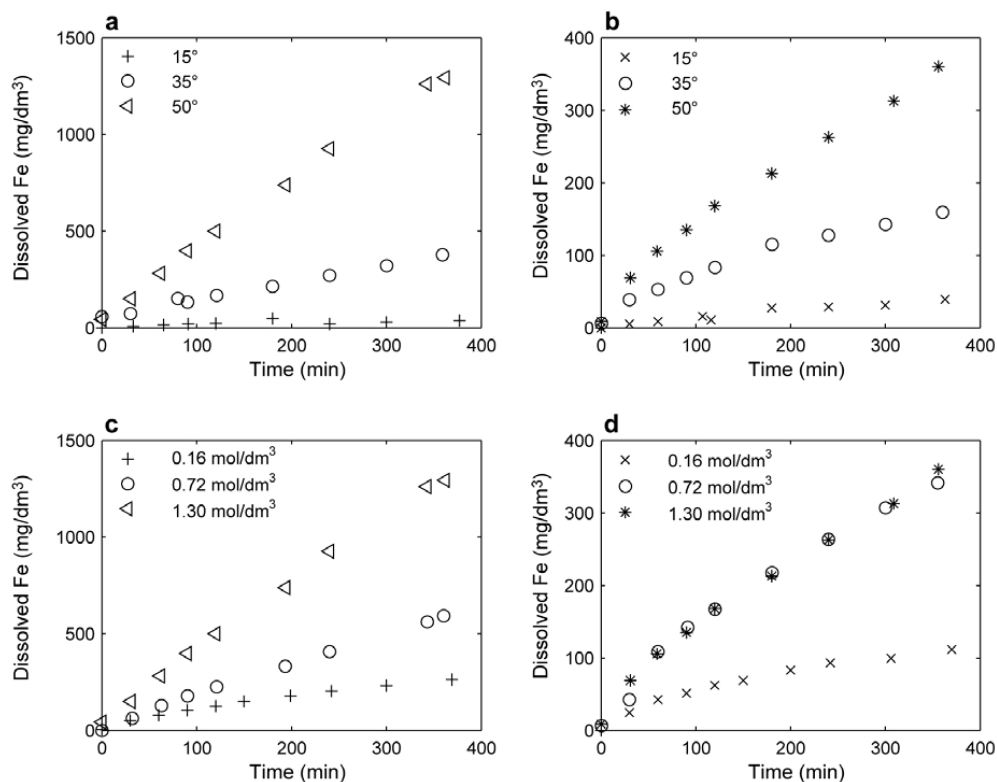 a
1500
1000
500
0
0 100 200 300 400
Dissolved Fe (mg/dm³)
Time (min)
15°
35°
50°
b
400
300
200
100
0
0 100 200 300 400
Dissolved Fe (mg/dm³)
Time (min)
15°
35°
50°
c
1500
1000
500
0
0 100 200 300 400
Dissolved Fe (mg/dm³)
Time (min)
0.16 mol/dm³
0.72 mol/dm³
1.30 mol/dm³
d
400
300
200
100
0
0 100 200 300 400
Dissolved Fe (mg/dm³)
Time (min)
0.16 mol/dm³
0.72 mol/dm³
1.30 mol/dm³